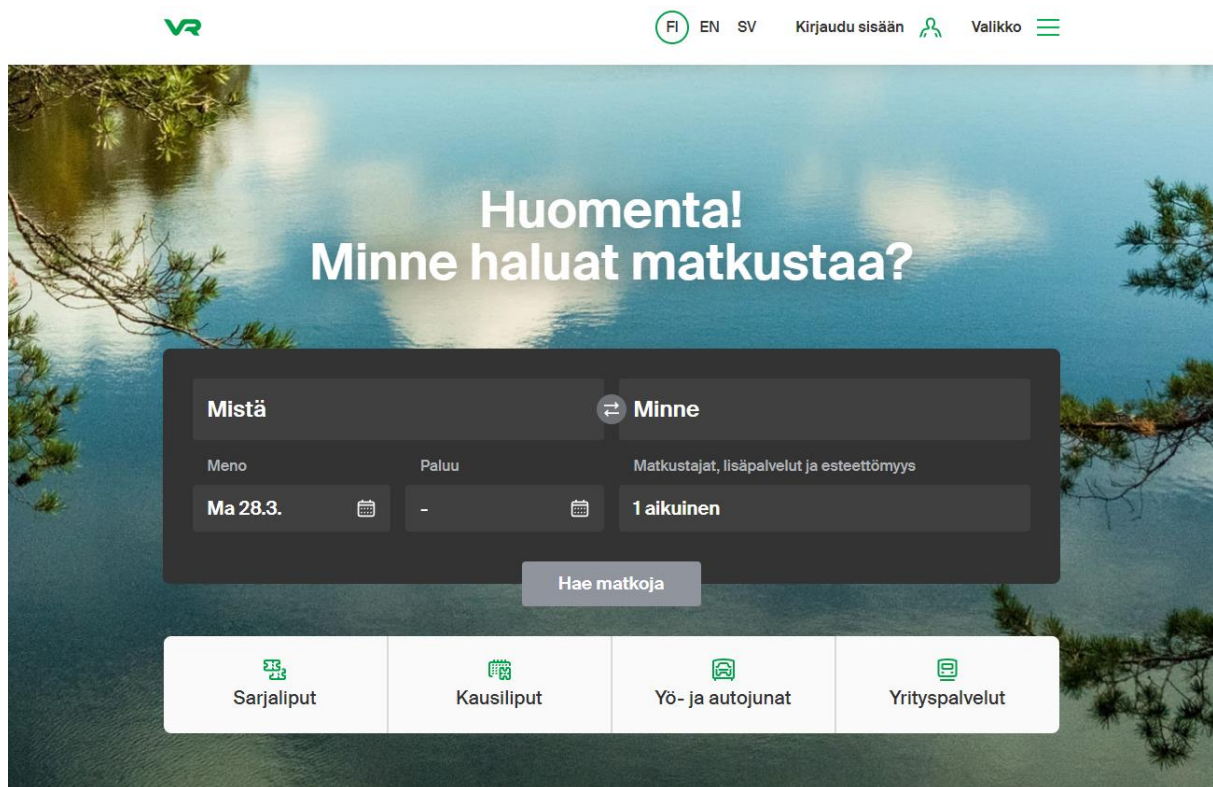 VR
FI EN SV Kirjaudu sisään Valikko
Huomenta!
Minne haluat matkustaa?
Mistä Minne
Meno Paluu Matkustajat, lisäpalvelut ja esteettömyys
Ma 28.3. - 1 aikuinen
Hae matkoja
Sarjaliput Kausiliput Yö- ja autojunat Yrityspalvelut